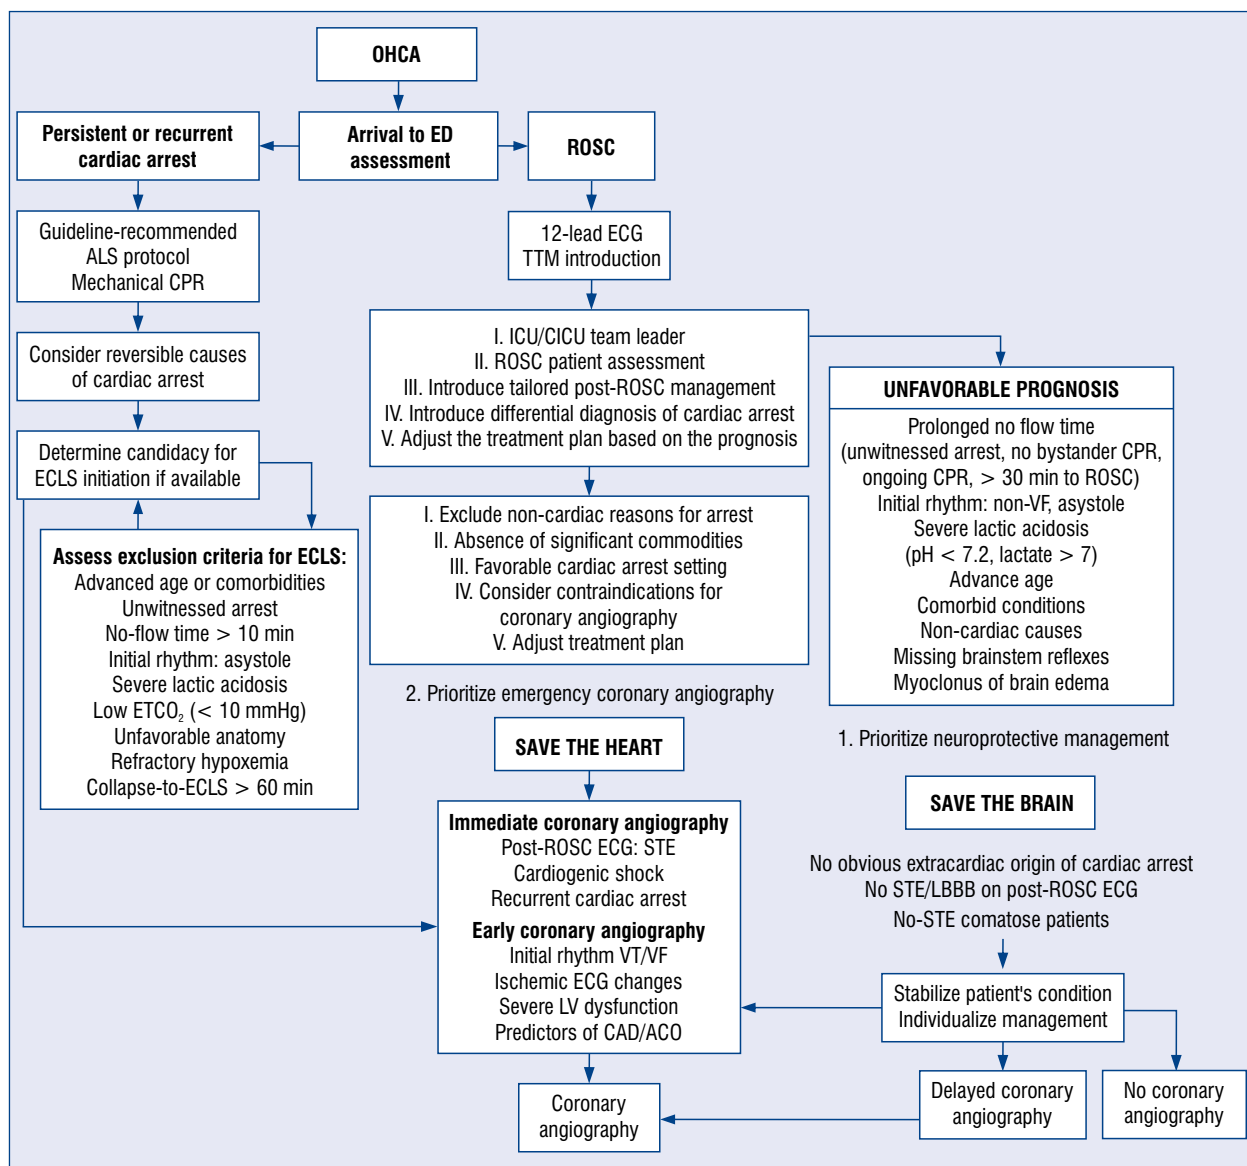 OHCA
Persistent or recurrent
cardiac arrest
Arrival to ED
assessment
ROSC
Guideline-recommended
ALS protocol
Mechanical CPR
12-lead ECG
TTM introduction
Consider reversible causes
of cardiac arrest
I. ICU/CICU team leader
II. ROSC patient assessment
III. Introduce tailored post-ROSC management
IV. Introduce differential diagnosis of cardiac arrest
V. Adjust the treatment plan based on the prognosis
UNFAVORABLE PROGNOSIS
Prolonged no flow time
(unwitnessed arrest, no bystander CPR,
ongoing CPR, > 30 min to ROSC)
Initial rhythm: non-VF, asystole
Severe lactic acidosis
(pH < 7.2, lactate > 7)
Advance age
Comorbid conditions
Non-cardiac causes
Missing brainstem reflexes
Myoclonus of brain edema
Determine candidacy for
ECLS initiation if available
Assess exclusion criteria for ECLS:
Advanced age or comorbidities
Unwitnessed arrest
No-flow time > 10 min
Initial rhythm: asystole
Severe lactic acidosis
Low ETCO₂ (< 10 mmHg)
Unfavorable anatomy
Refractory hypoxemia
Collapse-to-ECLS > 60 min
I. Exclude non-cardiac reasons for arrest
II. Absence of significant commodities
III. Favorable cardiac arrest setting
IV. Consider contraindications for
coronary angiography
V. Adjust treatment plan
2. Prioritize emergency coronary angiography
SAVE THE HEART
1. Prioritize neuroprotective management
SAVE THE BRAIN
Immediate coronary angiography
Post-ROSC ECG: STE
Cardiogenic shock
Recurrent cardiac arrest
Early coronary angiography
Initial rhythm VT/VF
Ischemic ECG changes
Severe LV dysfunction
Predictors of CAD/ACO
No obvious extracardiac origin of cardiac arrest
No STE/LBBB on post-ROSC ECG
No-STE comatose patients
Stabilize patient's condition
Individualize management
Coronary
angiography
Delayed coronary
angiography
No coronary
angiography